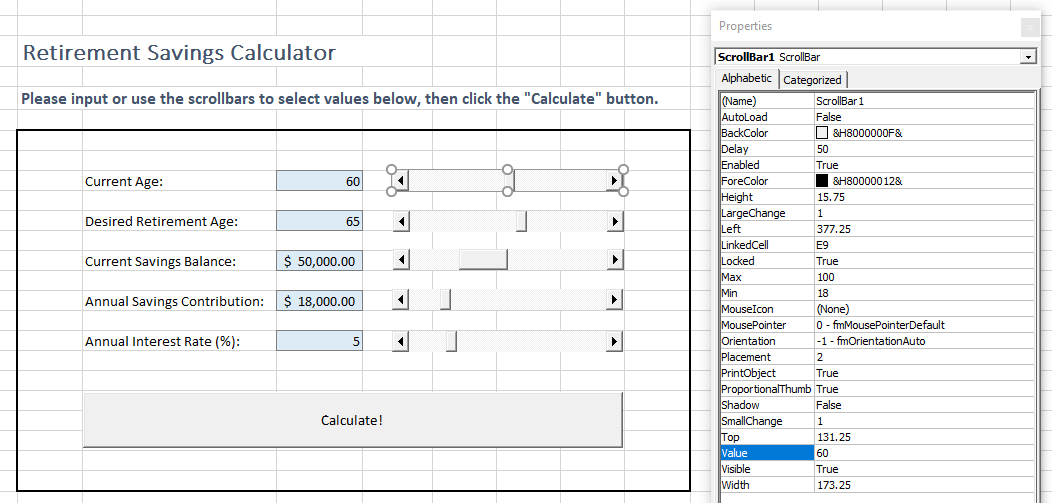 Retirement Savings Calculator
Please input or use the scrollbars to select values below, then click the "Calculate" button.
Current Age: 60
Desired Retirement Age: 65
Current Savings Balance: $ 50,000.00
Annual Savings Contribution: $ 18,000.00
Annual Interest Rate (%): 5
Calculate!
Properties
x
ScrollBar1 ScrollBar
Alphabetic Categorized
(Name) ScrollBar1
AutoLoad False
BackColor &H8000000F&
Delay 50
Enabled True
ForeColor &H80000012&
Height 15.75
LargeChange 1
Left 377.25
LinkedCell E9
Locked True
Max 100
Min 18
MouseIcon (None)
MousePointer 0 - fmMousePointerDefault
Orientation -1 - fmOrientationAuto
Placement 2
PrintObject True
ProportionalThumb True
Shadow False
SmallChange 1
Top 131.25
Value 60
Visible True
Width 173.25